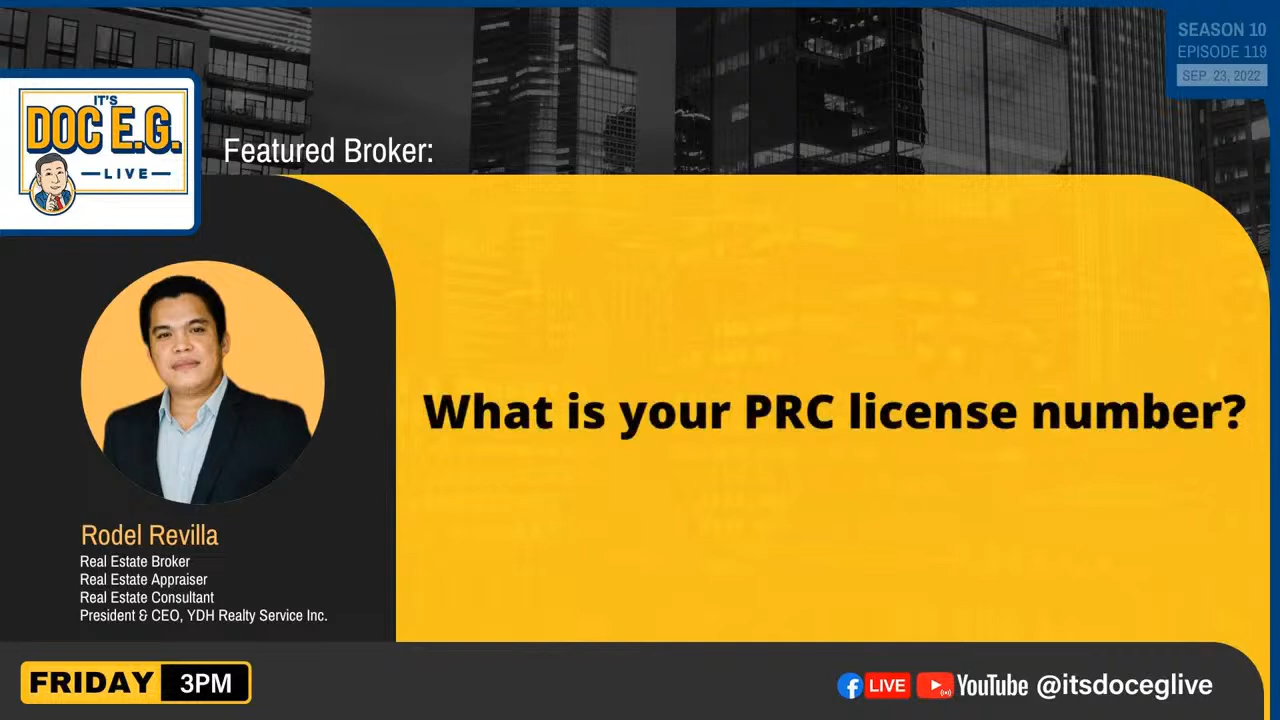 SEASON 10
EPISODE 119
SEP. 23, 2022
IT'S
DOC E.G.
LIVE
Featured Broker:
What is your PRC license number?
Rodel Revilla
Real Estate Broker
Real Estate Appraiser
Real Estate Consultant
President & CEO, YDH Realty Service Inc.
FRIDAY 3PM
LIVE YouTube @itsdoceglive